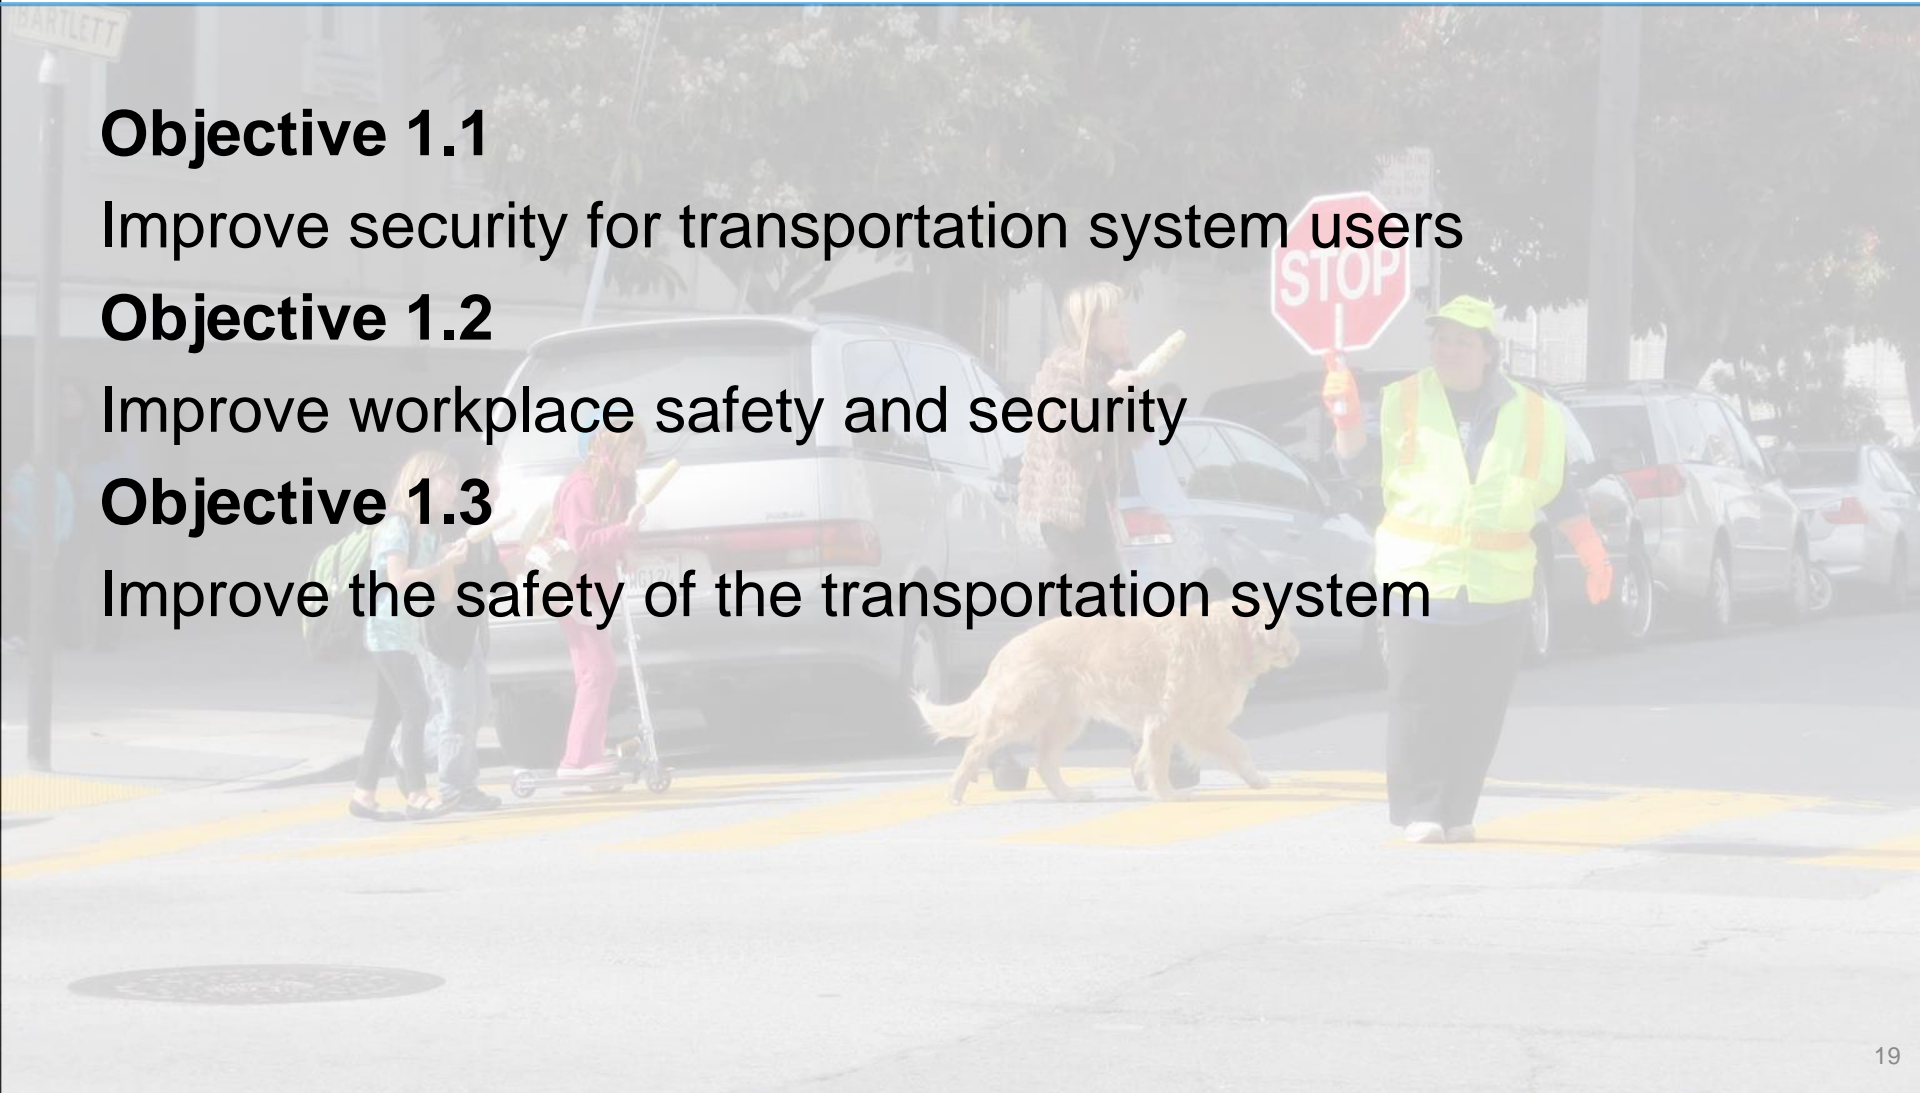 BARTLETT
Objective 1.1
Improve security for transportation system users
STOP
Objective 1.2
Improve workplace safety and security
Objective 1.3
Improve the safety of the transportation system
19